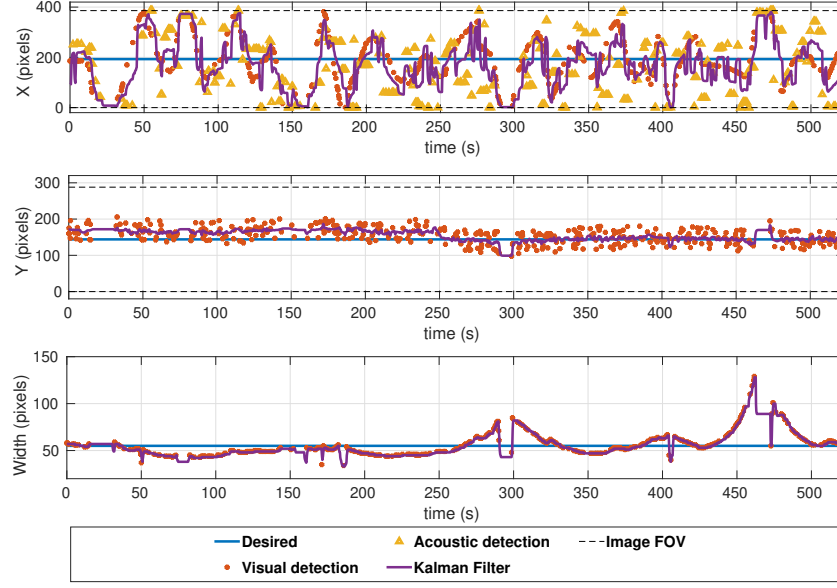 400
200
0
X (pixels)
0 50 100 150 200 250 300 350 400 450 500
time (s)
300
200
100
0
Y (pixels)
0 50 100 150 200 250 300 350 400 450 500
time (s)
150
100
50
Width (pixels)
0 50 100 150 200 250 300 350 400 450 500
time (s)
Desired Acoustic detection Image FOV
Visual detection Kalman Filter